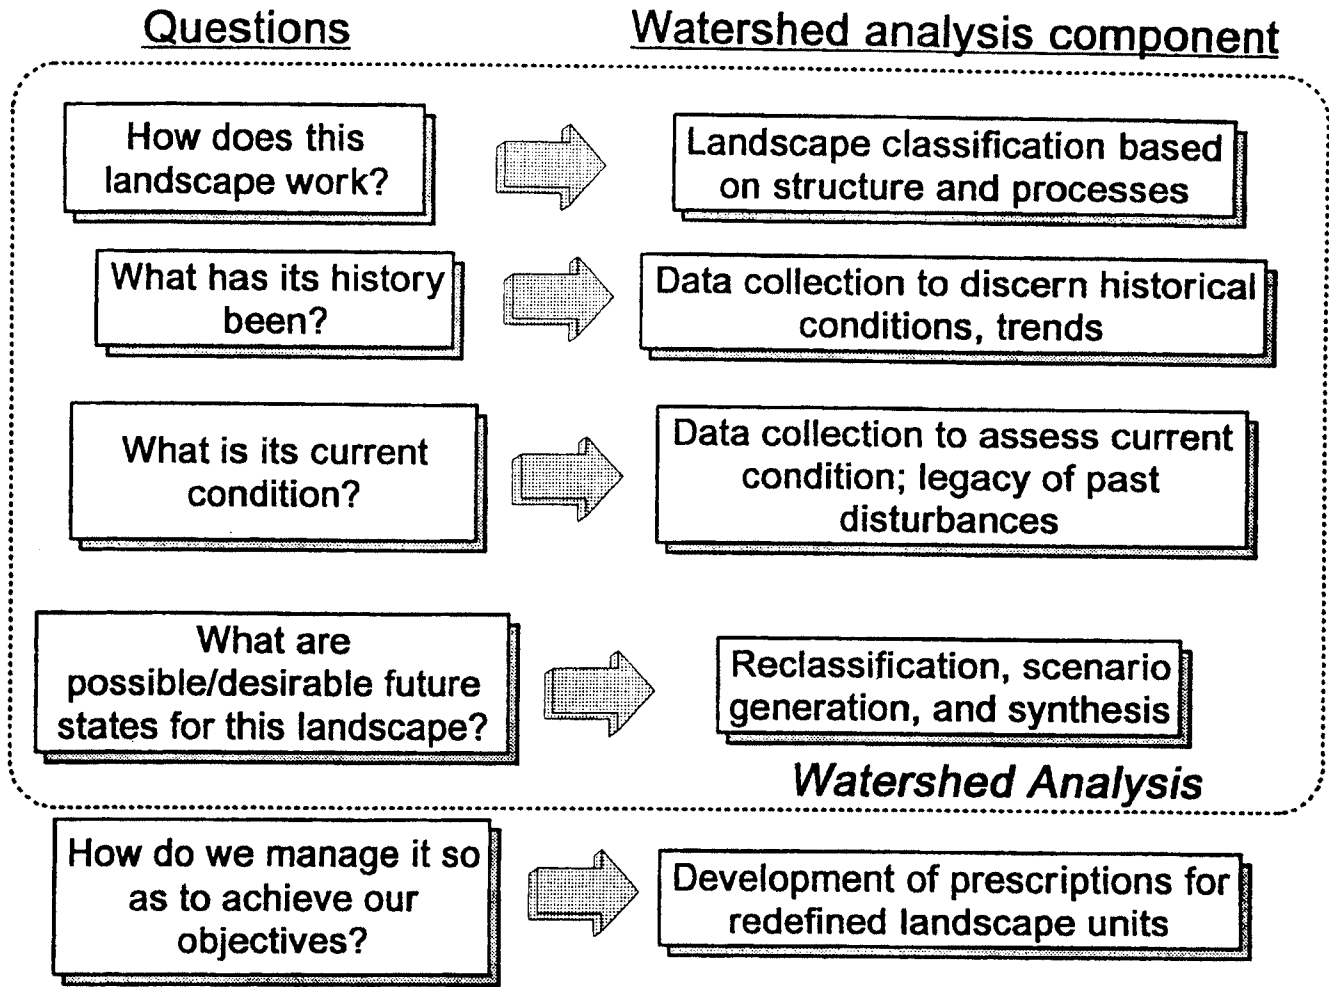 Questions
Watershed analysis component
How does this
landscape work?
Landscape classification based
on structure and processes
What has its history
been?
Data collection to discern historical
conditions, trends
What is its current
condition?
Data collection to assess current
condition; legacy of past
disturbances
What are
possible/desirable future
states for this landscape?
Reclassification, scenario
generation, and synthesis
Watershed Analysis
How do we manage it so
as to achieve our
objectives?
Development of prescriptions for
redefined landscape units